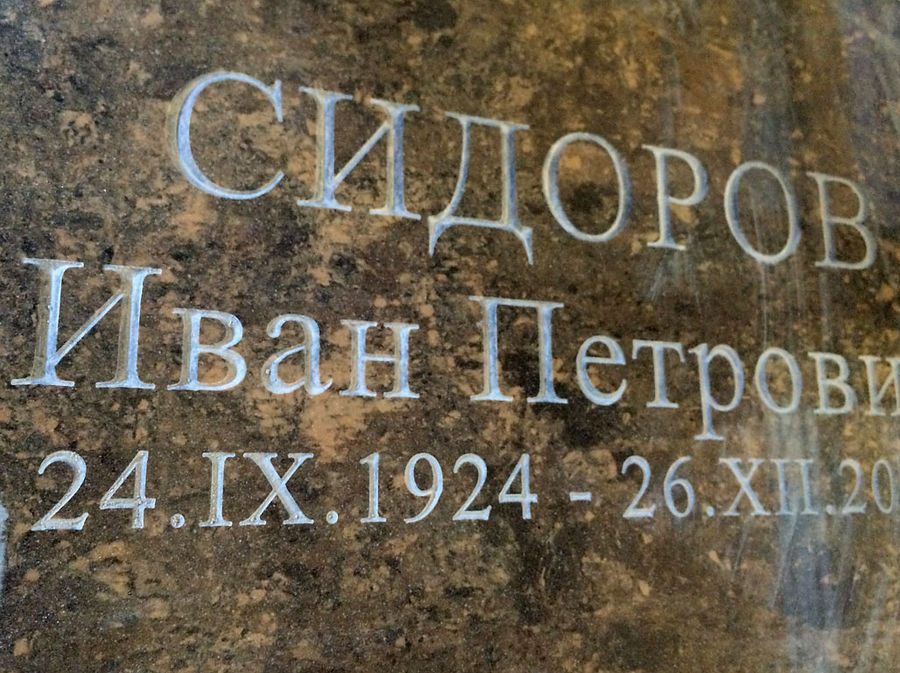 СИДОРОВ
Иван Петрови
24.IX.1924 - 26.XII.20